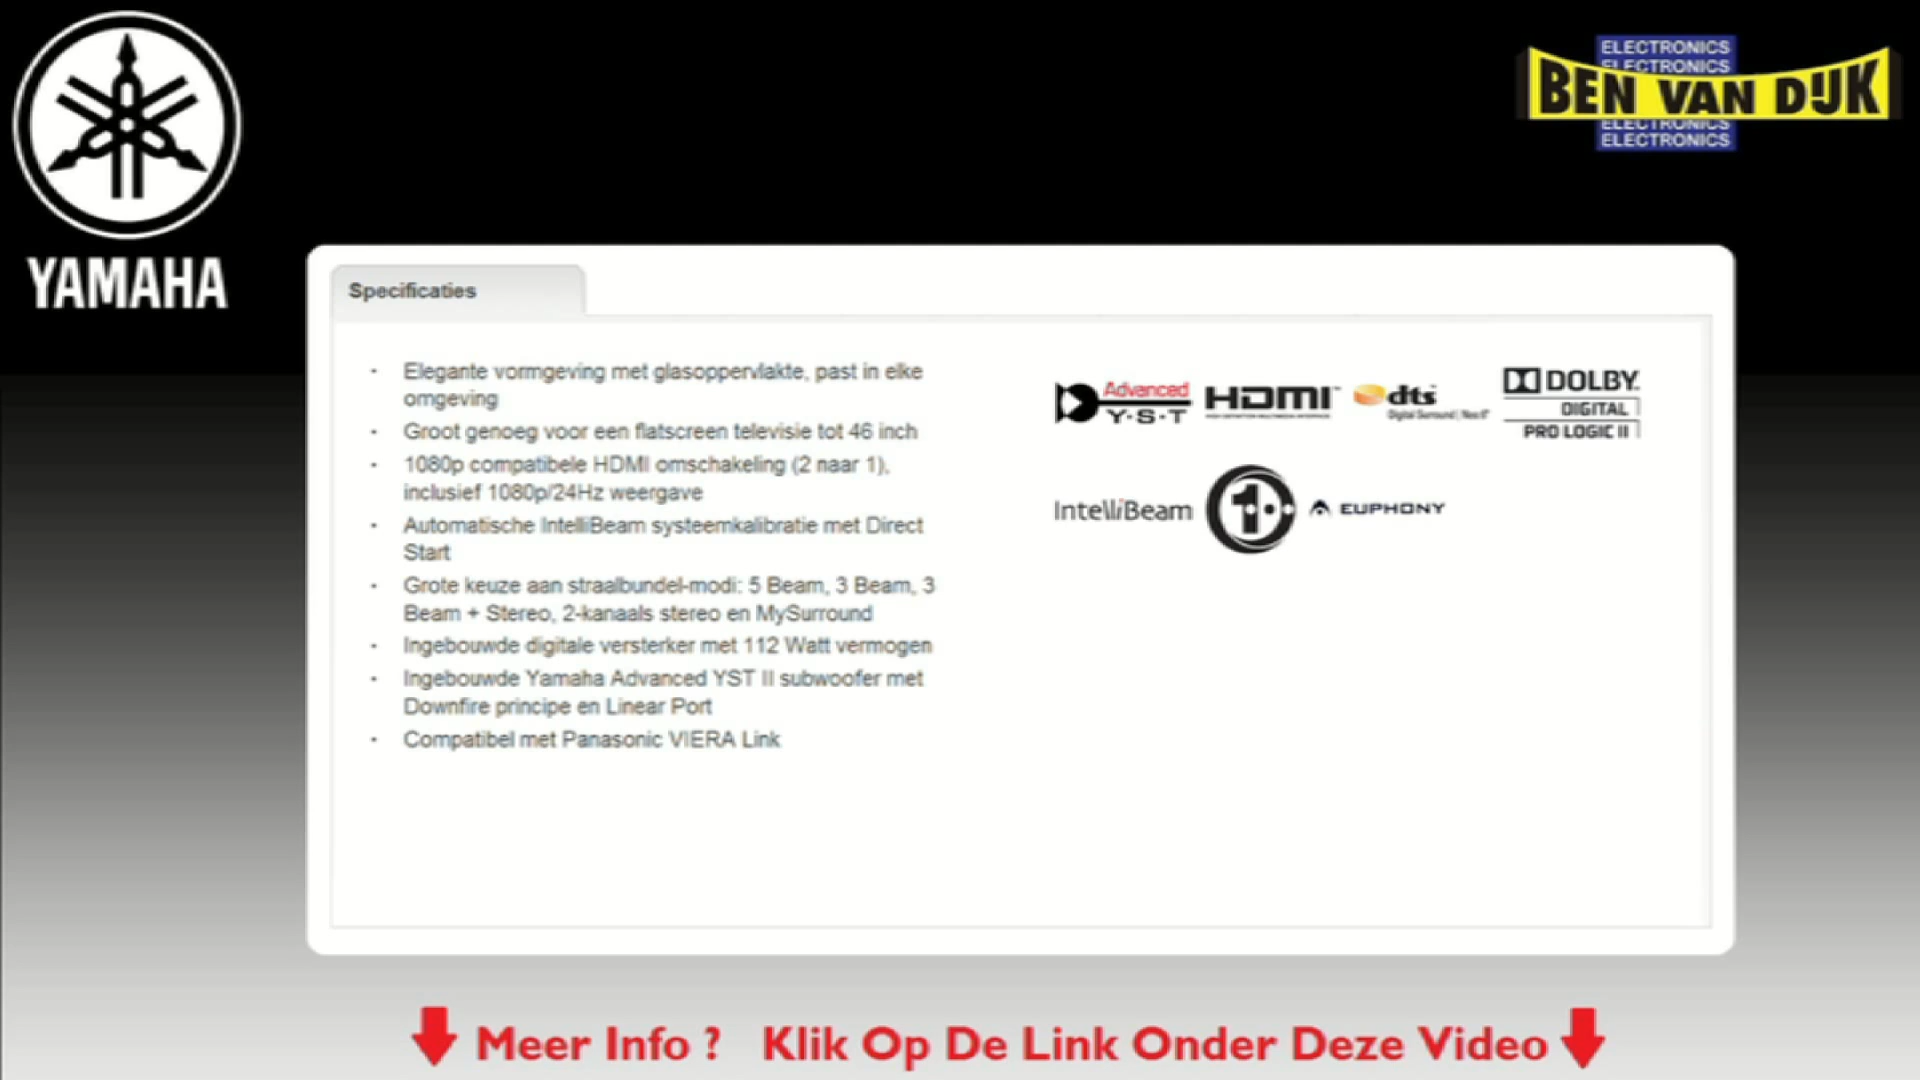 YAMAHA
ELECTRONICS
ELECTRONICS
BEN VAN DIJK
ELECTRONICS
ELECTRONICS
Specificaties
· Elegante vormgeving met glasoppervlakte, past in elke
omgeving
· Groot genoeg voor een flatscreen televisie tot 46 inch
· 1080p compatibele HDMI omschakeling (2 naar 1),
inclusief 1080p/24Hz weergave
· Automatische IntelliBeam systeemkalibratie met Direct
Start
· Grote keuze aan straalbundel-modi: 5 Beam, 3 Beam, 3
Beam + Stereo, 2-kanaals stereo en MySurround
· Ingebouwde digitale versterker met 112 Watt vermogen
· Ingebouwde Yamaha Advanced YST II subwoofer met
Downfire principe en Linear Port
· Compatibel met Panasonic VIERA Link
Advanced
Y·S·T
HDMI
dts
Digital Surround |
DOLBY
DIGITAL
PRO LOGIC II
IntelliBeam
1
EUPHONY
Meer Info ? Klik Op De Link Onder Deze Video